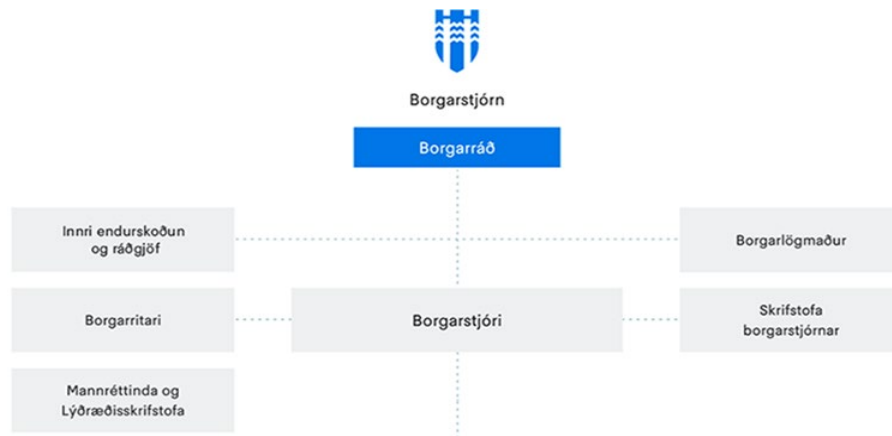 Borgarstjórn
Borgarráð
Innri endurskoðun
og ráðgjöf
Borgarlögmaður
Borgarritari
Borgarstjóri
Skrifstofa
borgarstjórnar
Mannréttinda og
Lýðræðisskrifstofa